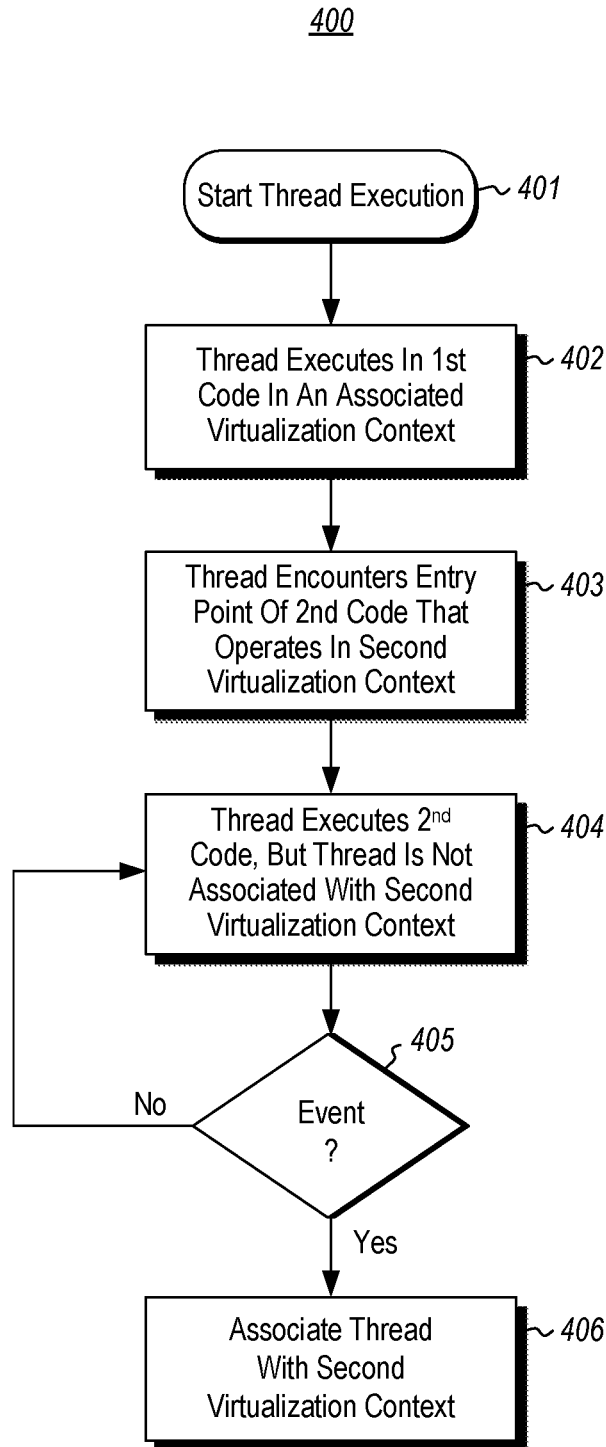 400
Start Thread Execution
401
Thread Executes In 1st
Code In An Associated
Virtualization Context
402
Thread Encounters Entry
Point Of 2nd Code That
Operates In Second
Virtualization Context
403
Thread Executes 2nd
Code, But Thread Is Not
Associated With Second
Virtualization Context
404
405
Event
?
No
Yes
Associate Thread
With Second
Virtualization Context
406